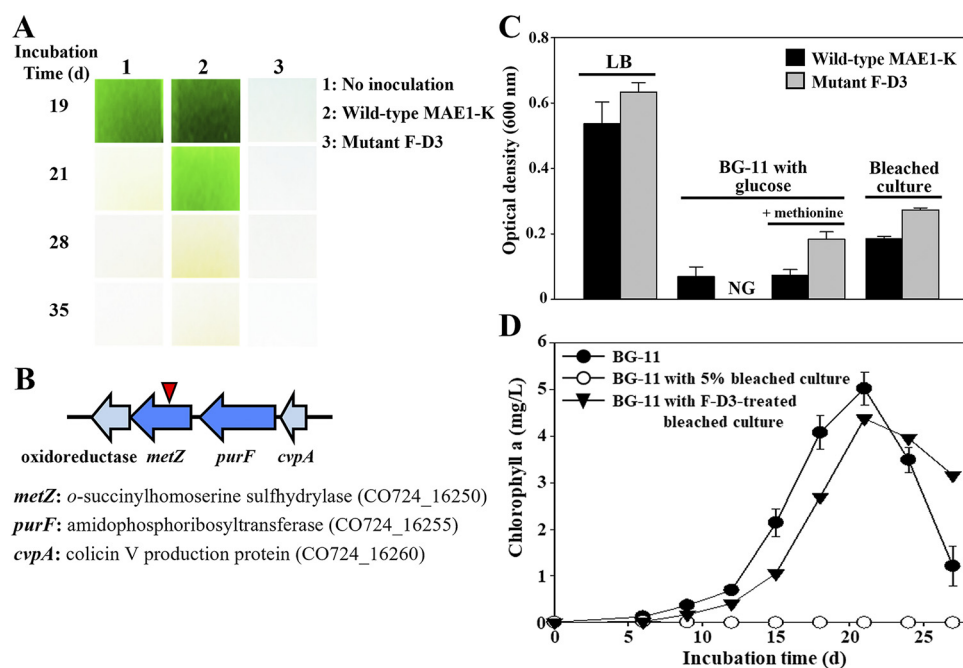 A
Incubation
Time (d)
1 2 3
19
21
28
35
1: No inoculation
2: Wild-type MAE1-K
3: Mutant F-D3
B
oxidoreductase metZ purF cvpA
metZ: o-succinylhomoserine sulfhydrylase (CO724_16250)
purF: amidophosphoribosyltransferase (CO724_16255)
cvpA: colicin V production protein (CO724_16260)
C
Optical density (600 nm)
0.8
0.6
0.4
0.2
0
Wild-type MAE1-K
Mutant F-D3
LB
BG-11 with
glucose
+ methionine
NG
Bleached
culture
D
Chlorophyll a (mg/L)
6
5
4
3
2
1
0
BG-11
BG-11 with 5% bleached culture
BG-11 with F-D3-treated
bleached culture
0 5 10 15 20 25
Incubation time (d)